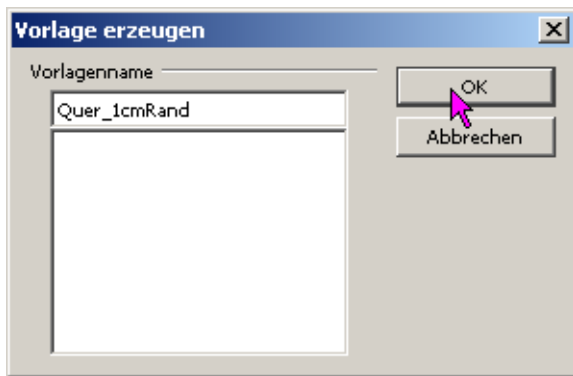 Vorlage erzeugen
Vorlagenname
OK
Quer_1cmRand
Abbrechen